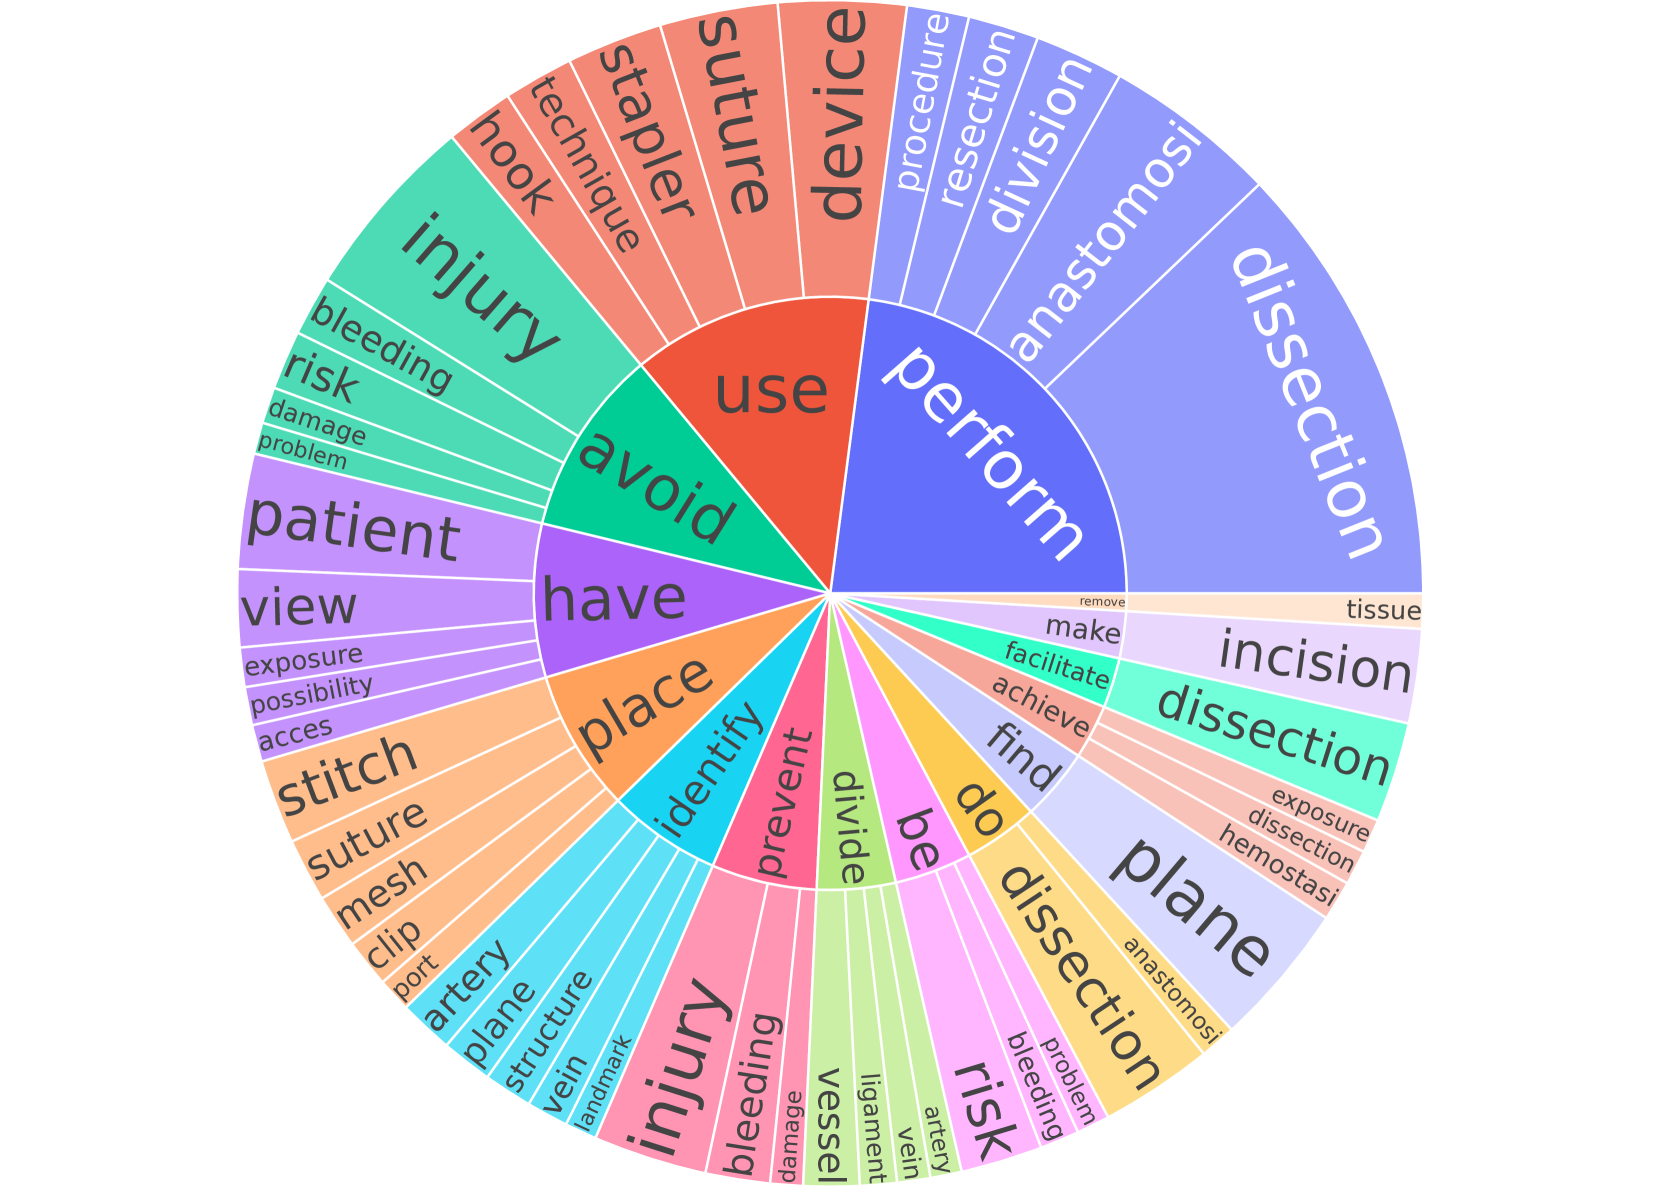 perform
dissection
anastomosi
division
resection
procedure
use
device
suture
stapler
technique
hook
avoid
injury
bleeding
risk
damage
problem
have
patient
view
exposure
possibility
acces
place
stitch
suture
mesh
clip
port
identify
artery
plane
structure
vein
landmark
prevent
injury
bleeding
damage
divide
vessel
ligament
vein
artery
be
risk
bleeding
problem
do
dissection
anastomosi
find
plane
achieve
hemostasi
dissection
exposure
facilitate
dissection
make
incision
remove
tissue